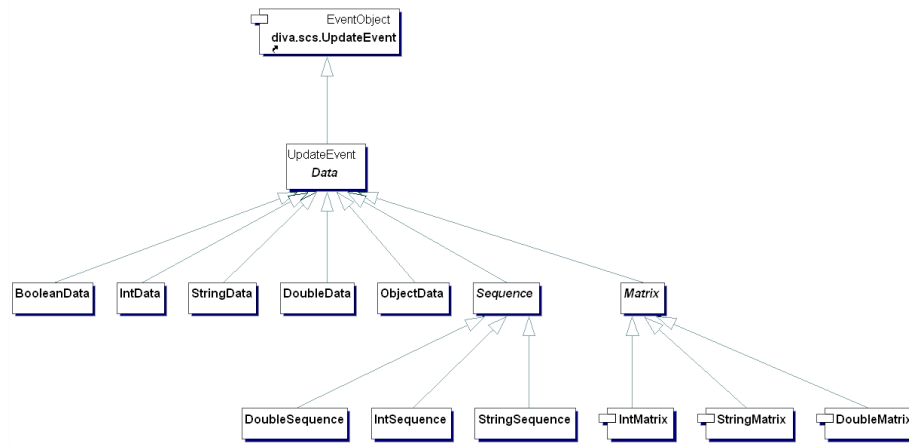 EventObject
diva.scs.UpdateEvent
UpdateEvent
Data
BooleanData
IntData
StringData
DoubleData
ObjectData
Sequence
Matrix
DoubleSequence
IntSequence
StringSequence
IntMatrix
StringMatrix
DoubleMatrix